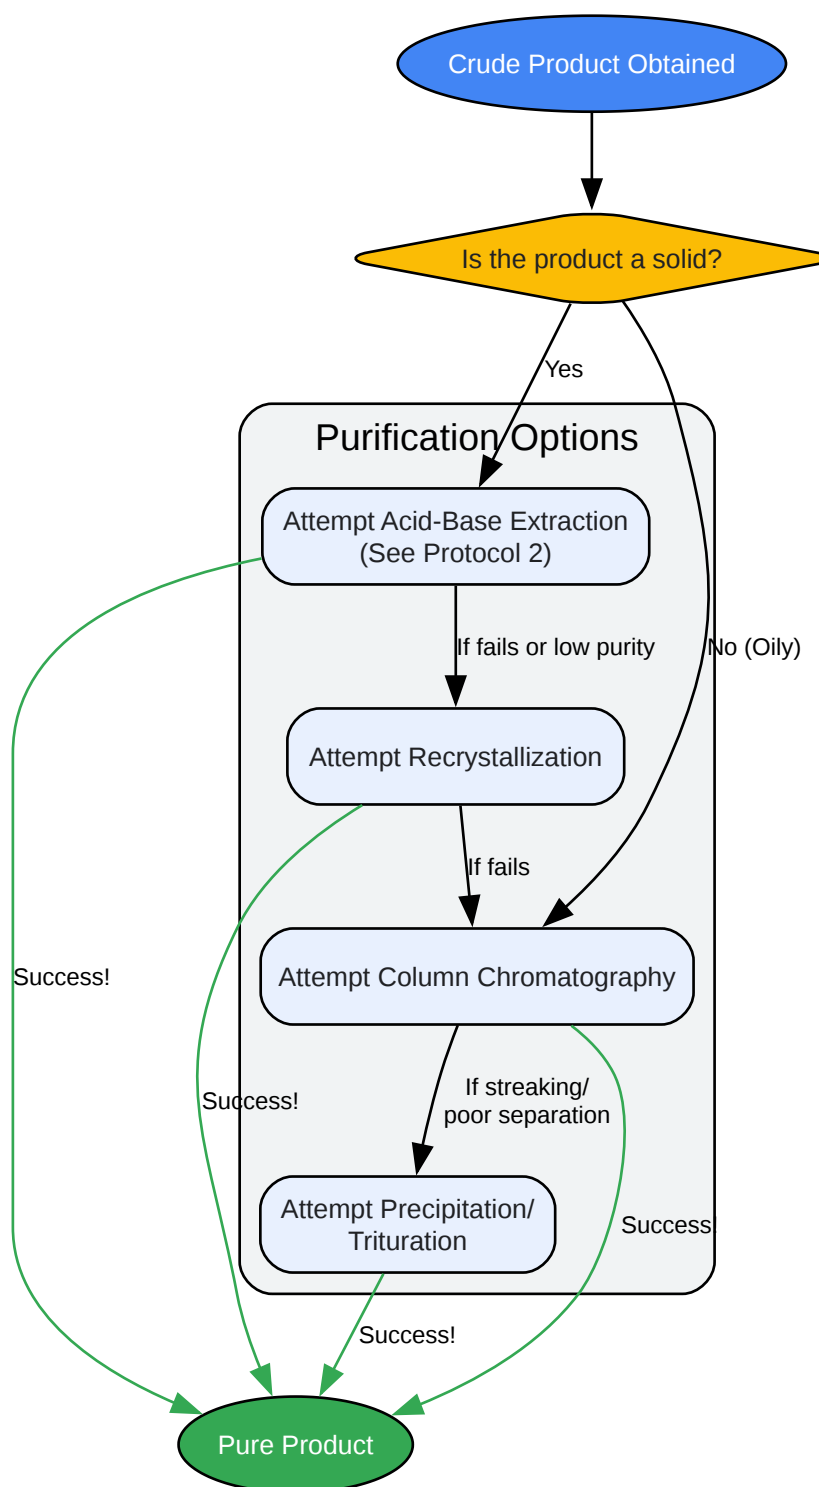 Crude Product Obtained
Is the product a solid?
Yes
Purification Options
Attempt Acid-Base Extraction
(See Protocol 2)
If fails or low purity
No (Oily)
Attempt Recrystallization
If fails
Attempt Column Chromatography
Success!
If streaking/
poor separation
Success!
Attempt Precipitation/
Trituration
Success!
Success!
Pure Product